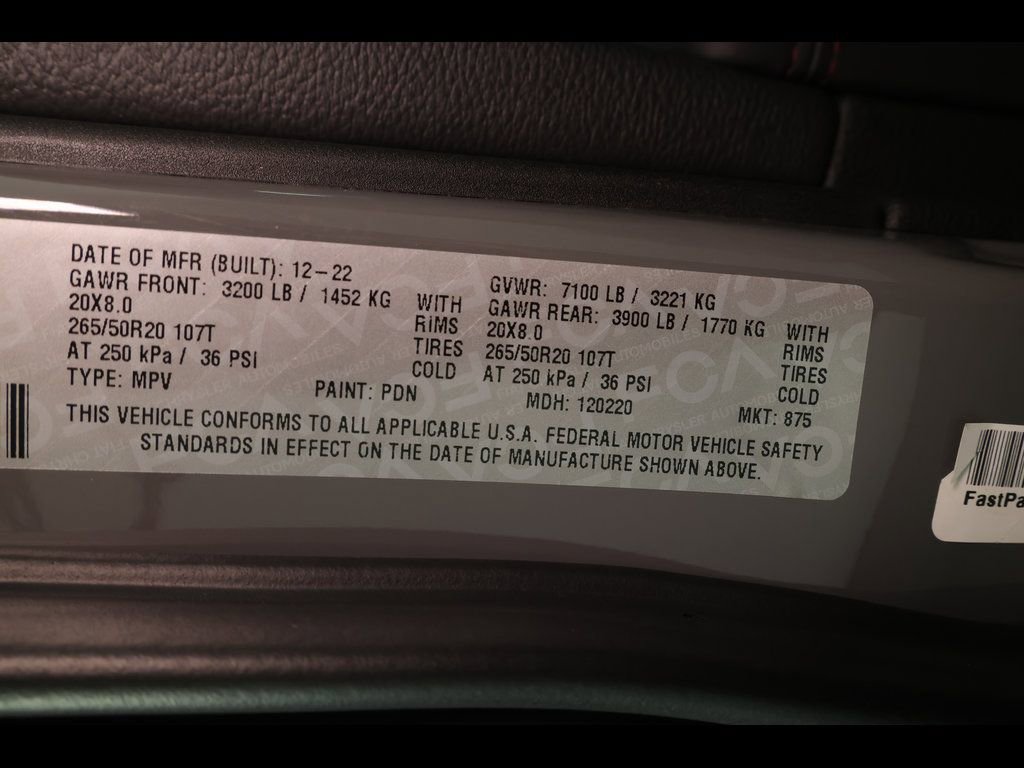 DATE OF MFR (BUILT): 12-22
GVWR: 7100 LB / 3221 KG
GAWR FRONT: 3200 LB / 1452 KG WITH
20X8.0 RIMS
265/50R20 107T TIRES
AT 250 kPa / 36 PSI COLD
GAWR REAR: 3900 LB / 1770 KG WITH
20X8.0 RIMS
265/50R20 107T TIRES
AT 250 kPa / 36 PSI COLD
TYPE: MPV PAINT: PDN MDH: 120220 MKT: 875
THIS VEHICLE CONFORMS TO ALL APPLICABLE U.S.A. FEDERAL MOTOR VEHICLE SAFETY
STANDARDS IN EFFECT ON THE DATE OF MANUFACTURE SHOWN ABOVE.
FastPa